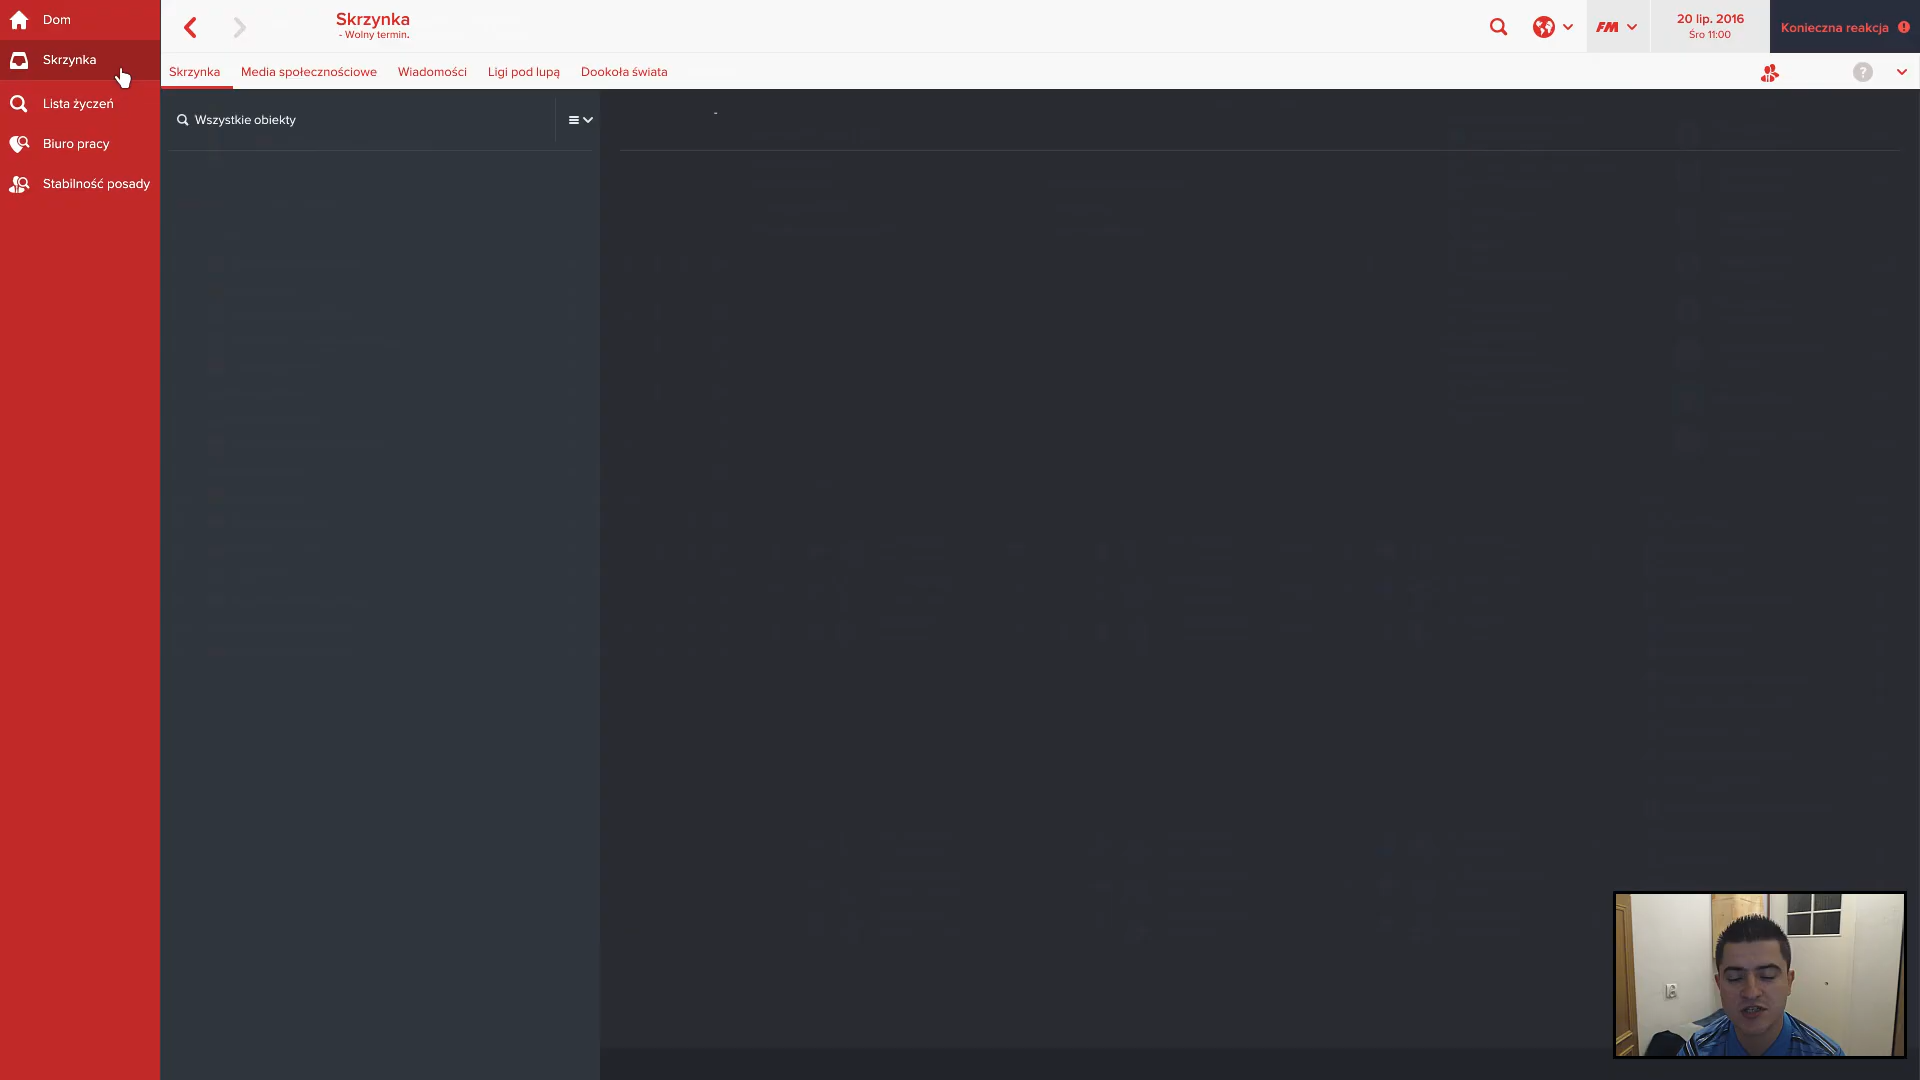 Dom
Skrzynka
Lista życzeń
Biuro pracy
Stabilność posady
Skrzynka
- Wolny termin.
FM
20 lip. 2016
Śro 11:00
Konieczna reakcja
Skrzynka
Media społecznościowe
Wiadomości
Ligi pod lupą
Dookoła świata
?
Wszystkie obiekty
-